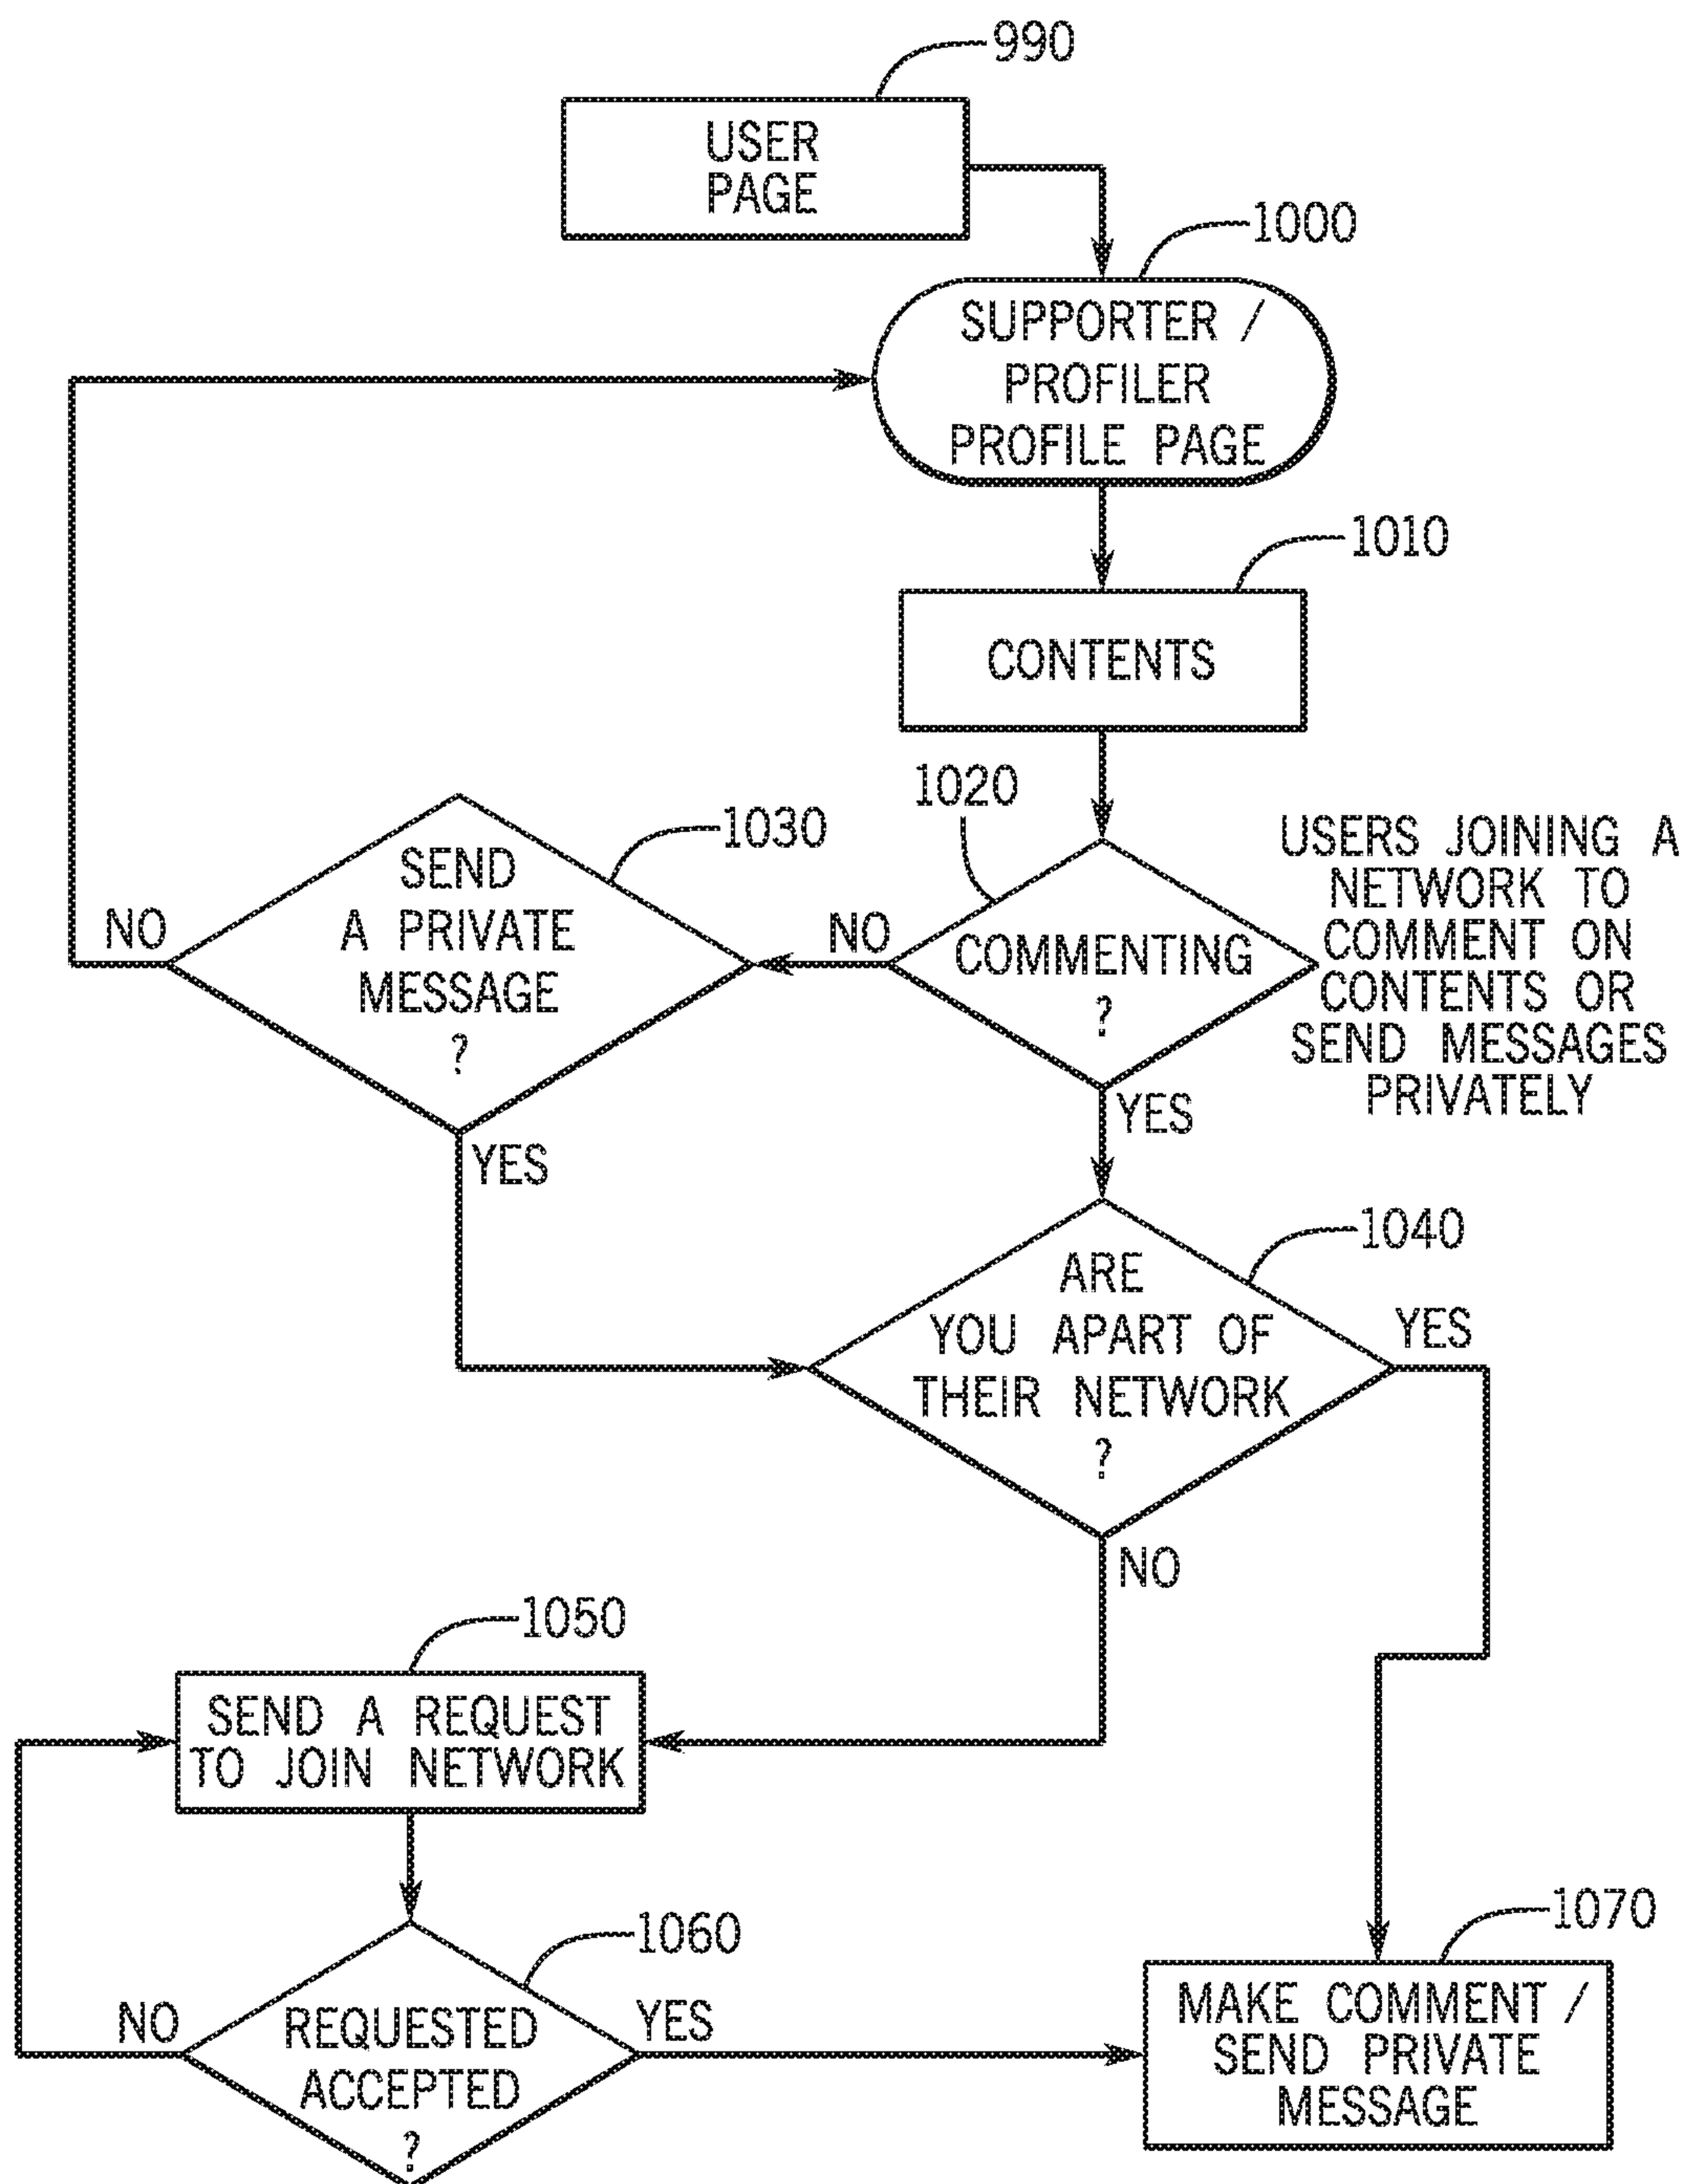 990
USER
PAGE
1000
SUPPORTER /
PROFILER
PROFILE PAGE
1010
CONTENTS
1020
1030
SEND
A PRIVATE
MESSAGE
?
NO
NO
COMMENTING
?
USERS JOINING A
NETWORK TO
COMMENT ON
CONTENTS OR
SEND MESSAGES
PRIVATELY
YES
YES
1040
ARE
YOU APART OF
THEIR NETWORK
?
YES
NO
1050
SEND A REQUEST
TO JOIN NETWORK
1060
REQUESTED
ACCEPTED
?
NO
YES
1070
MAKE COMMENT /
SEND PRIVATE
MESSAGE